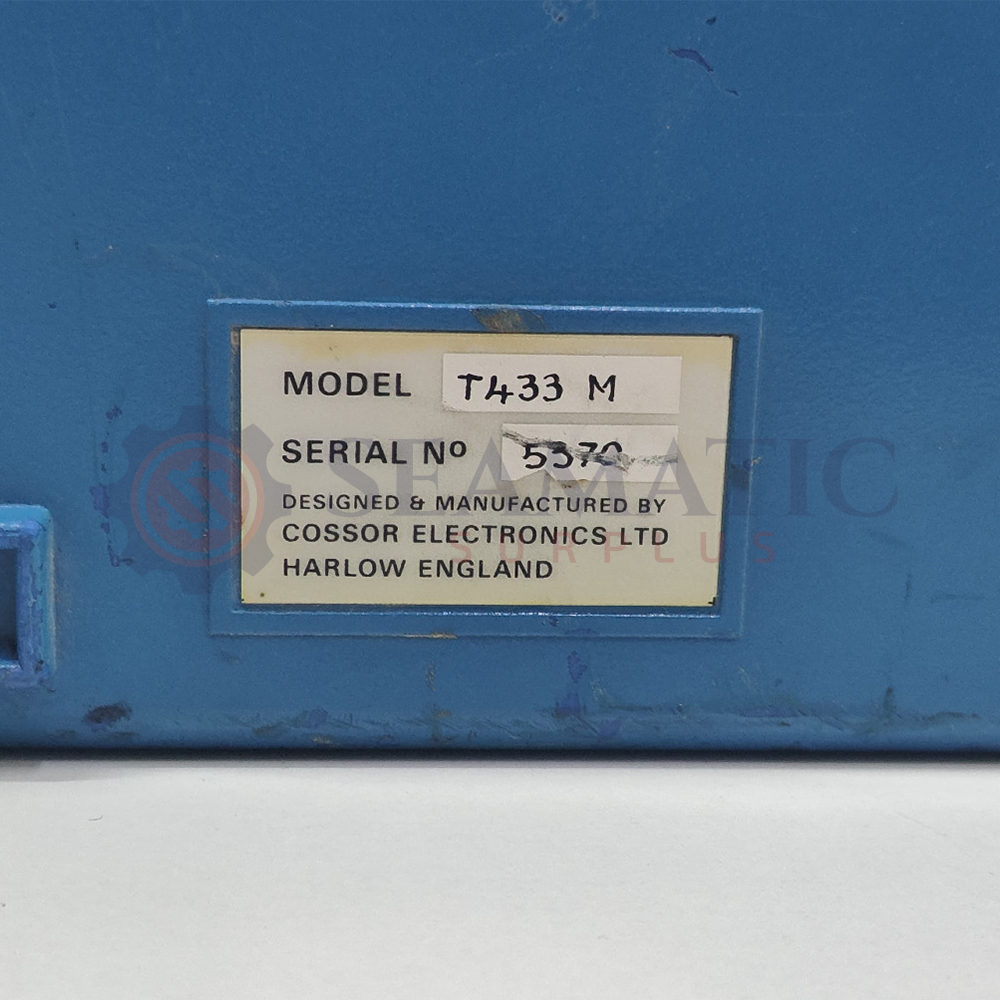 MODEL T433 M
SERIAL Nº 5370
DESIGNED & MANUFACTURED BY
COSSOR ELECTRONICS LTD
HARLOW ENGLAND
SEAMATIC
SURPLUS